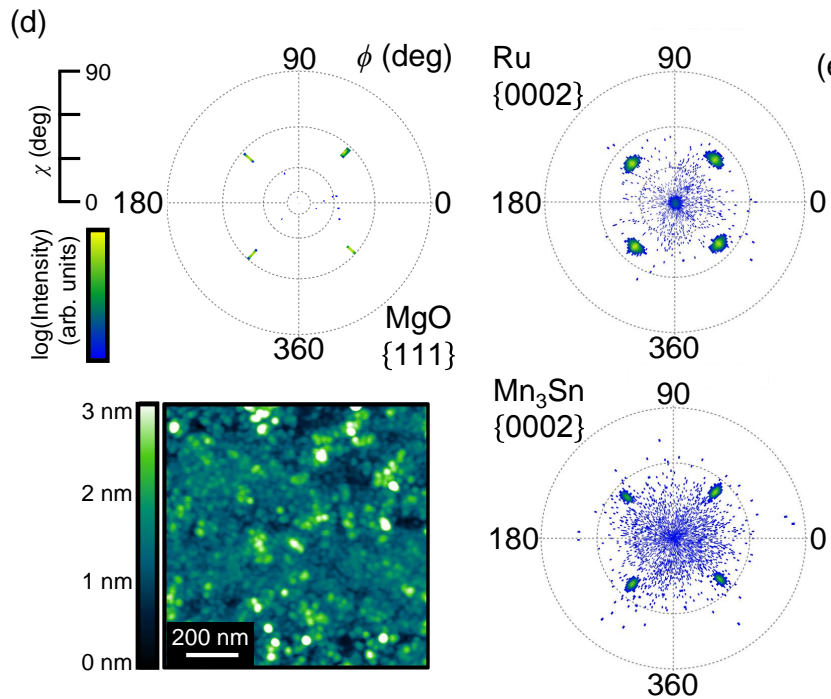 (d)
90
ϕ (deg)
90
χ (deg)
0
180
0
log(Intensity)
(arb. units)
MgO
{111}
360
Ru
{0002}
90
(e
180
0
360
3 nm
2 nm
1 nm
0 nm
200 nm
Mn₃Sn
{0002}
90
180
0
360